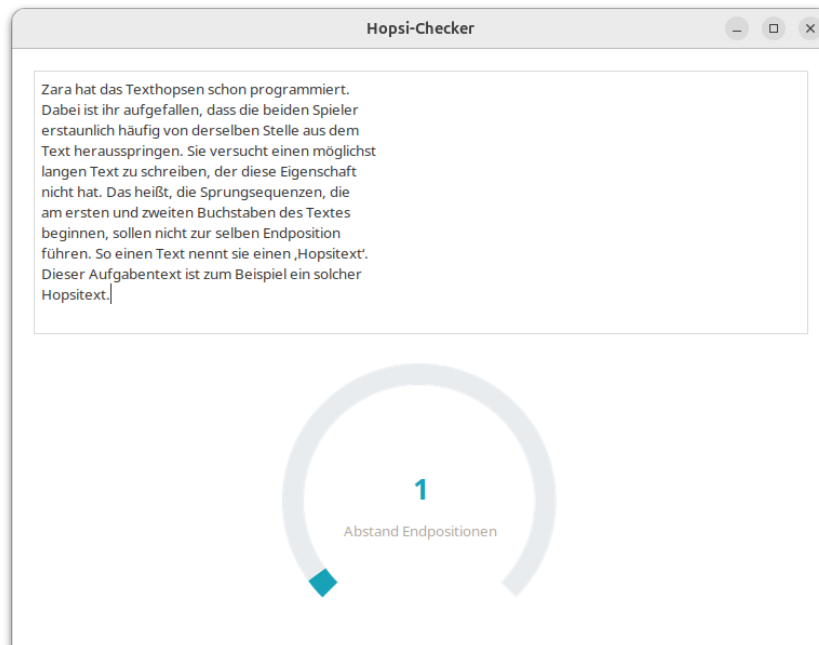 Hopsi-Checker
Zara hat das Texthopsen schon programmiert.
Dabei ist ihr aufgefallen, dass die beiden Spieler
erstaunlich häufig von derselben Stelle aus dem
Text herausspringen. Sie versucht einen möglichst
langen Text zu schreiben, der diese Eigenschaft
nicht hat. Das heißt, die Sprungsequenzen, die
am ersten und zweiten Buchstaben des Textes
beginnen, sollen nicht zur selben Endposition
führen. So einen Text nennt sie einen ‚Hopsitext‘.
Dieser Aufgabentext ist zum Beispiel ein solcher
Hopsitext.
1
Abstand Endpositionen